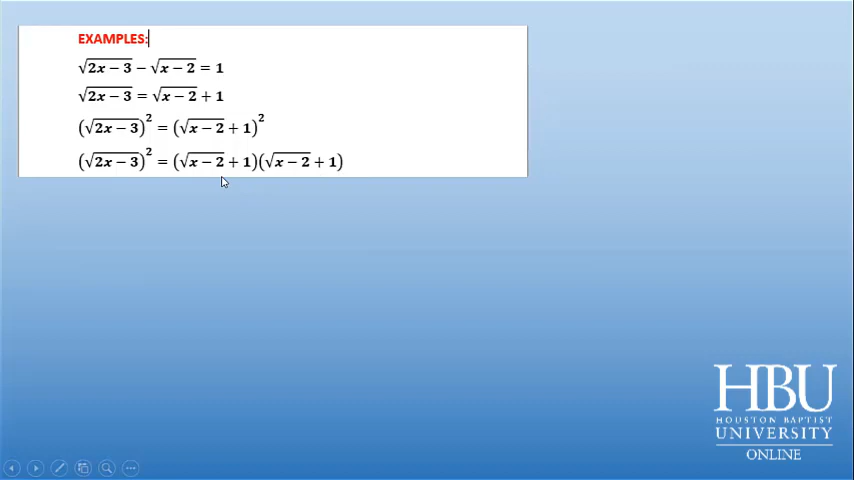 EXAMPLES:
√(2x − 3) − √(x − 2) = 1
√(2x − 3) = √(x − 2) + 1
(√(2x − 3))² = (√(x − 2) + 1)²
(√(2x − 3))² = (√(x − 2) + 1)(√(x − 2) + 1)
HBU
HOUSTON BAPTIST
UNIVERSITY
ONLINE